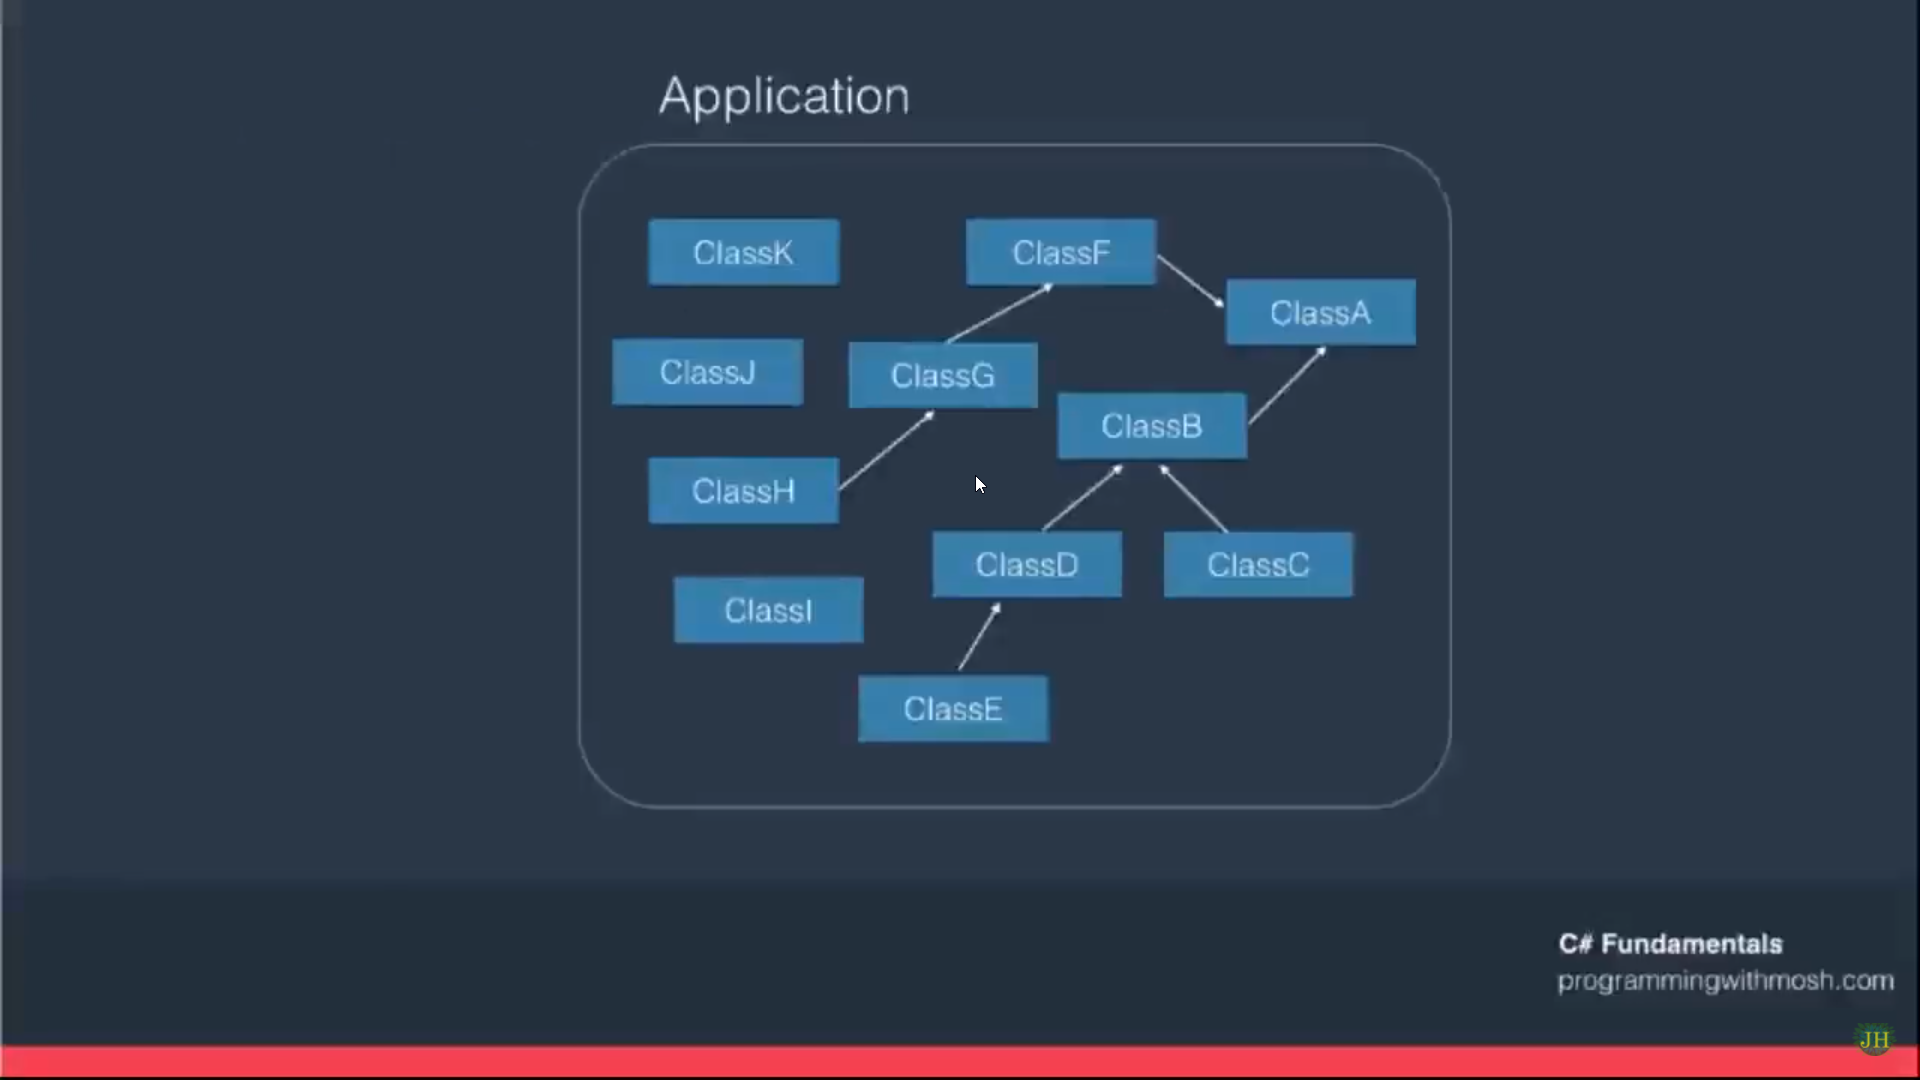 Application
ClassK
ClassF
ClassA
ClassJ
ClassG
ClassB
ClassH
ClassD
ClassC
ClassI
ClassE
C# Fundamentals
programmingwithmosh.com
JH